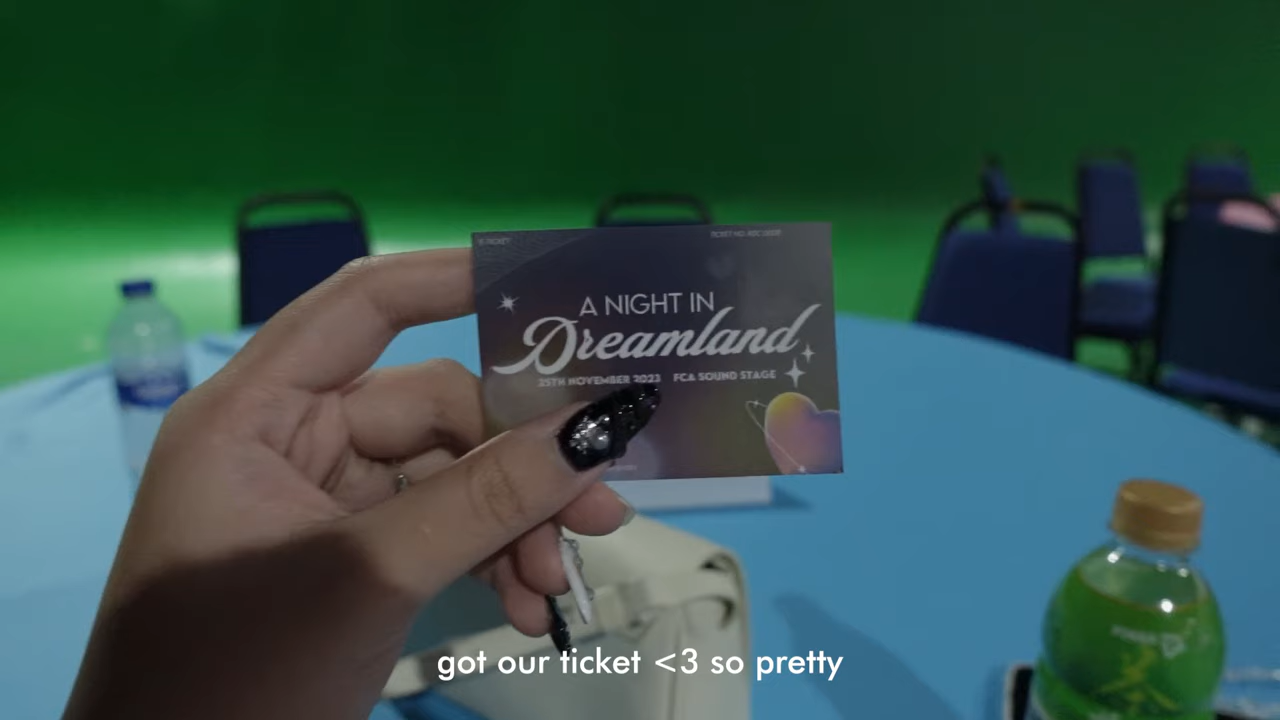 A NIGHT IN
Dreamland
25TH NOVEMBER 2023 FCA SOUND STAGE
got our ticket <3 so pretty